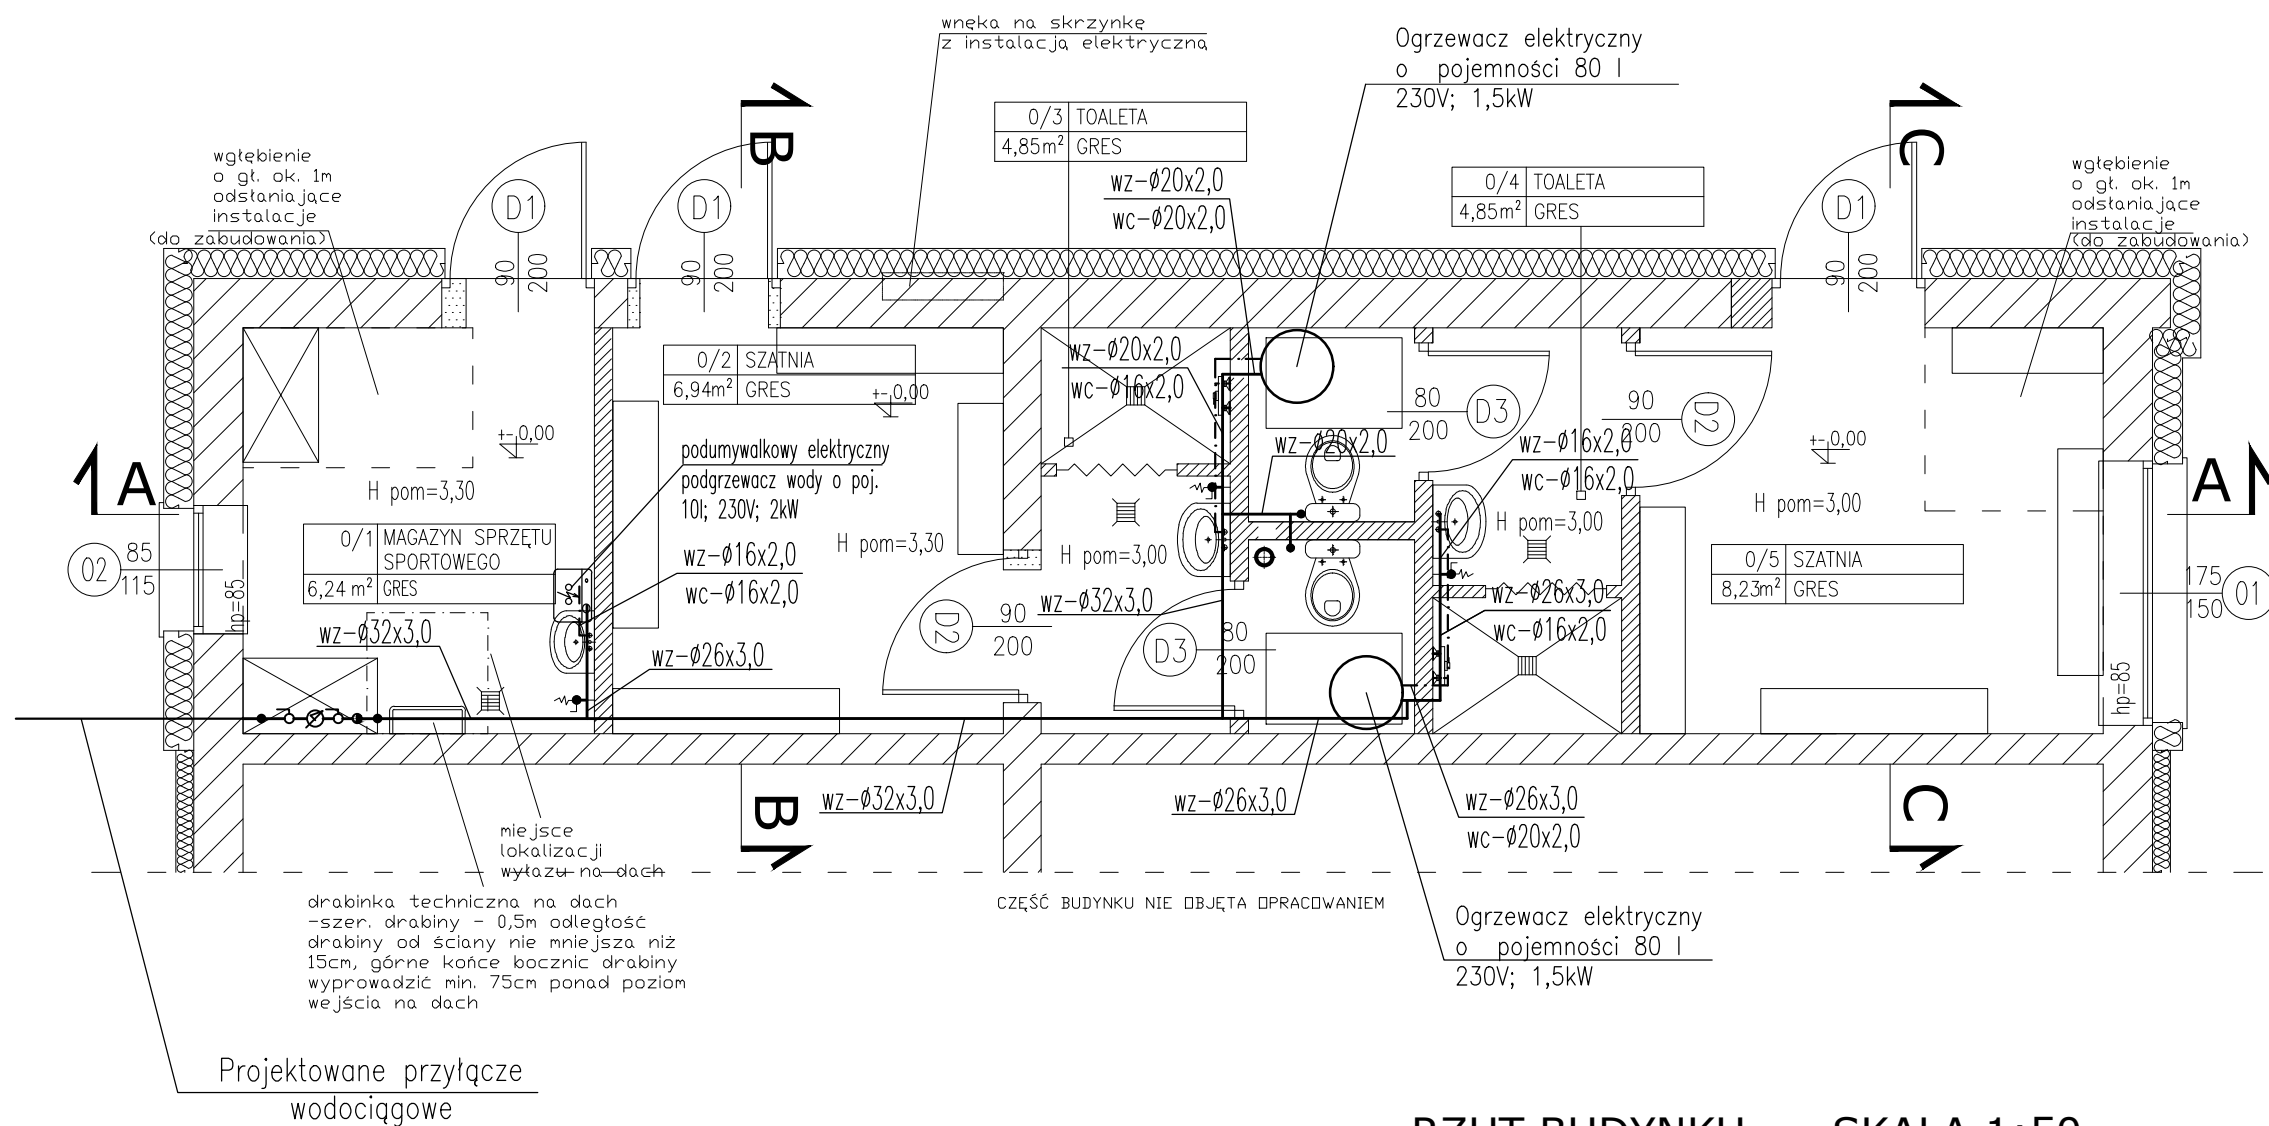 wnęka na skrzynkę
z instalacją elektryczną
Ogrzewacz elektryczny
o pojemności 80 l
230V; 1,5kW
B
C
0/3 TOALETA
4,85m² GRES
wz-Ø20x2,0
wc-Ø20x2,0
0/4 TOALETA
4,85m² GRES
wgłębienie
o gł. ok. 1m
odsłaniające
instalacje
(do zabudowania)
wgłębienie
o gł. ok. 1m
odsłaniające
instalacje
(do zabudowania)
D1
90
200
D1
90
200
D1
90
200
0/2 SZATNIA
6,94m² GRES
+-0,00
wz-Ø20x2,0
wc-Ø16x2,0
80
200
D3
90
200
D2
+-0,00
+-0,00
podumywalkowy elektryczny
podgrzewacz wody o poj.
10l; 230V; 2kW
wz-Ø20x2,0
wz-Ø16x2,0
wc-Ø16x2,0
A
A
H pom=3,30
H pom=3,30
H pom=3,00
H pom=3,00
H pom=3,00
0/1 MAGAZYN SPRZĘTU
SPORTOWEGO
6,24 m² GRES
wz-Ø16x2,0
wc-Ø16x2,0
0/5 SZATNIA
8,23m² GRES
02
85
115
hp=85
175
150
01
hp=85
wz-Ø32x3,0
wz-Ø26x3,0
D2
90
200
wz-Ø32x3,0
D3
80
200
wz-Ø26x3,0
wc-Ø16x2,0
B
C
wz-Ø32x3,0
wz-Ø26x3,0
wz-Ø26x3,0
wc-Ø20x2,0
miejsce
lokalizacji
wyłazu na dach
drabinka techniczna na dach
-szer. drabiny - 0,5m odległość
drabiny od ściany nie mniejsza niż
15cm, górne końce bocznic drabiny
wyprowadzić min. 75cm ponad poziom
wejścia na dach
CZĘŚĆ BUDYNKU NIE OBJĘTA OPRACOWANIEM
Ogrzewacz elektryczny
o pojemności 80 l
230V; 1,5kW
Projektowane przyłącze
wodociągowe
RZUT BUDYNKU SKALA 1:50